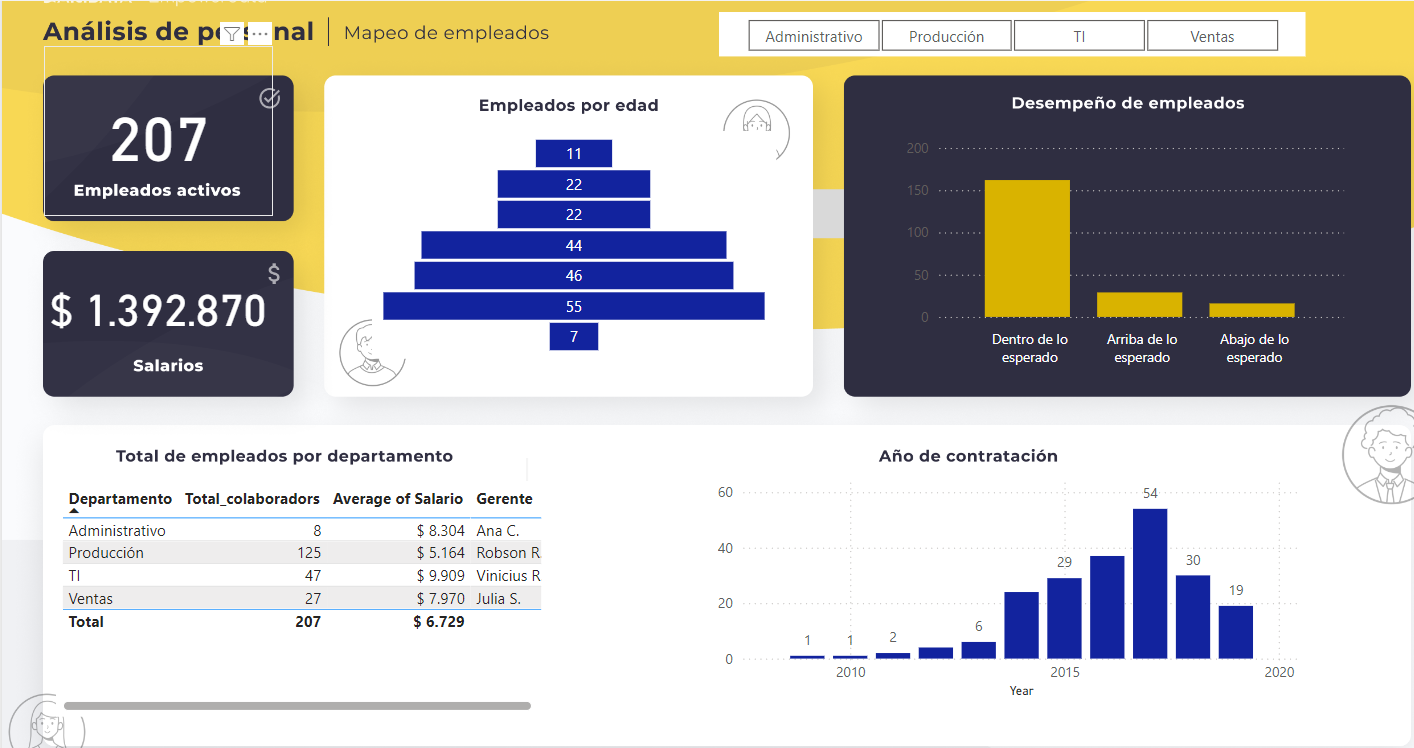 Análisis de personal | Mapeo de empleados
Administrativo
Producción
TI
Ventas
207
Empleados activos
$ 1.392.870
Salarios
Empleados por edad
11
22
22
44
46
55
7
Desempeño de empleados
200
150
100
50
0
Dentro de lo
esperado
Arriba de lo
esperado
Abajo de lo
esperado
Total de empleados por departamento
Departamento Total_colaboradors Average of Salario Gerente
Administrativo 8 $ 8.304 Ana C.
Producción 125 $ 5.164 Robson R
TI 47 $ 9.909 Vinicius R
Ventas 27 $ 7.970 Julia S.
Total 207 $ 6.729
Año de contratación
60
40
20
0
1
1
2
6
29
54
30
19
2010
2015
2020
Year